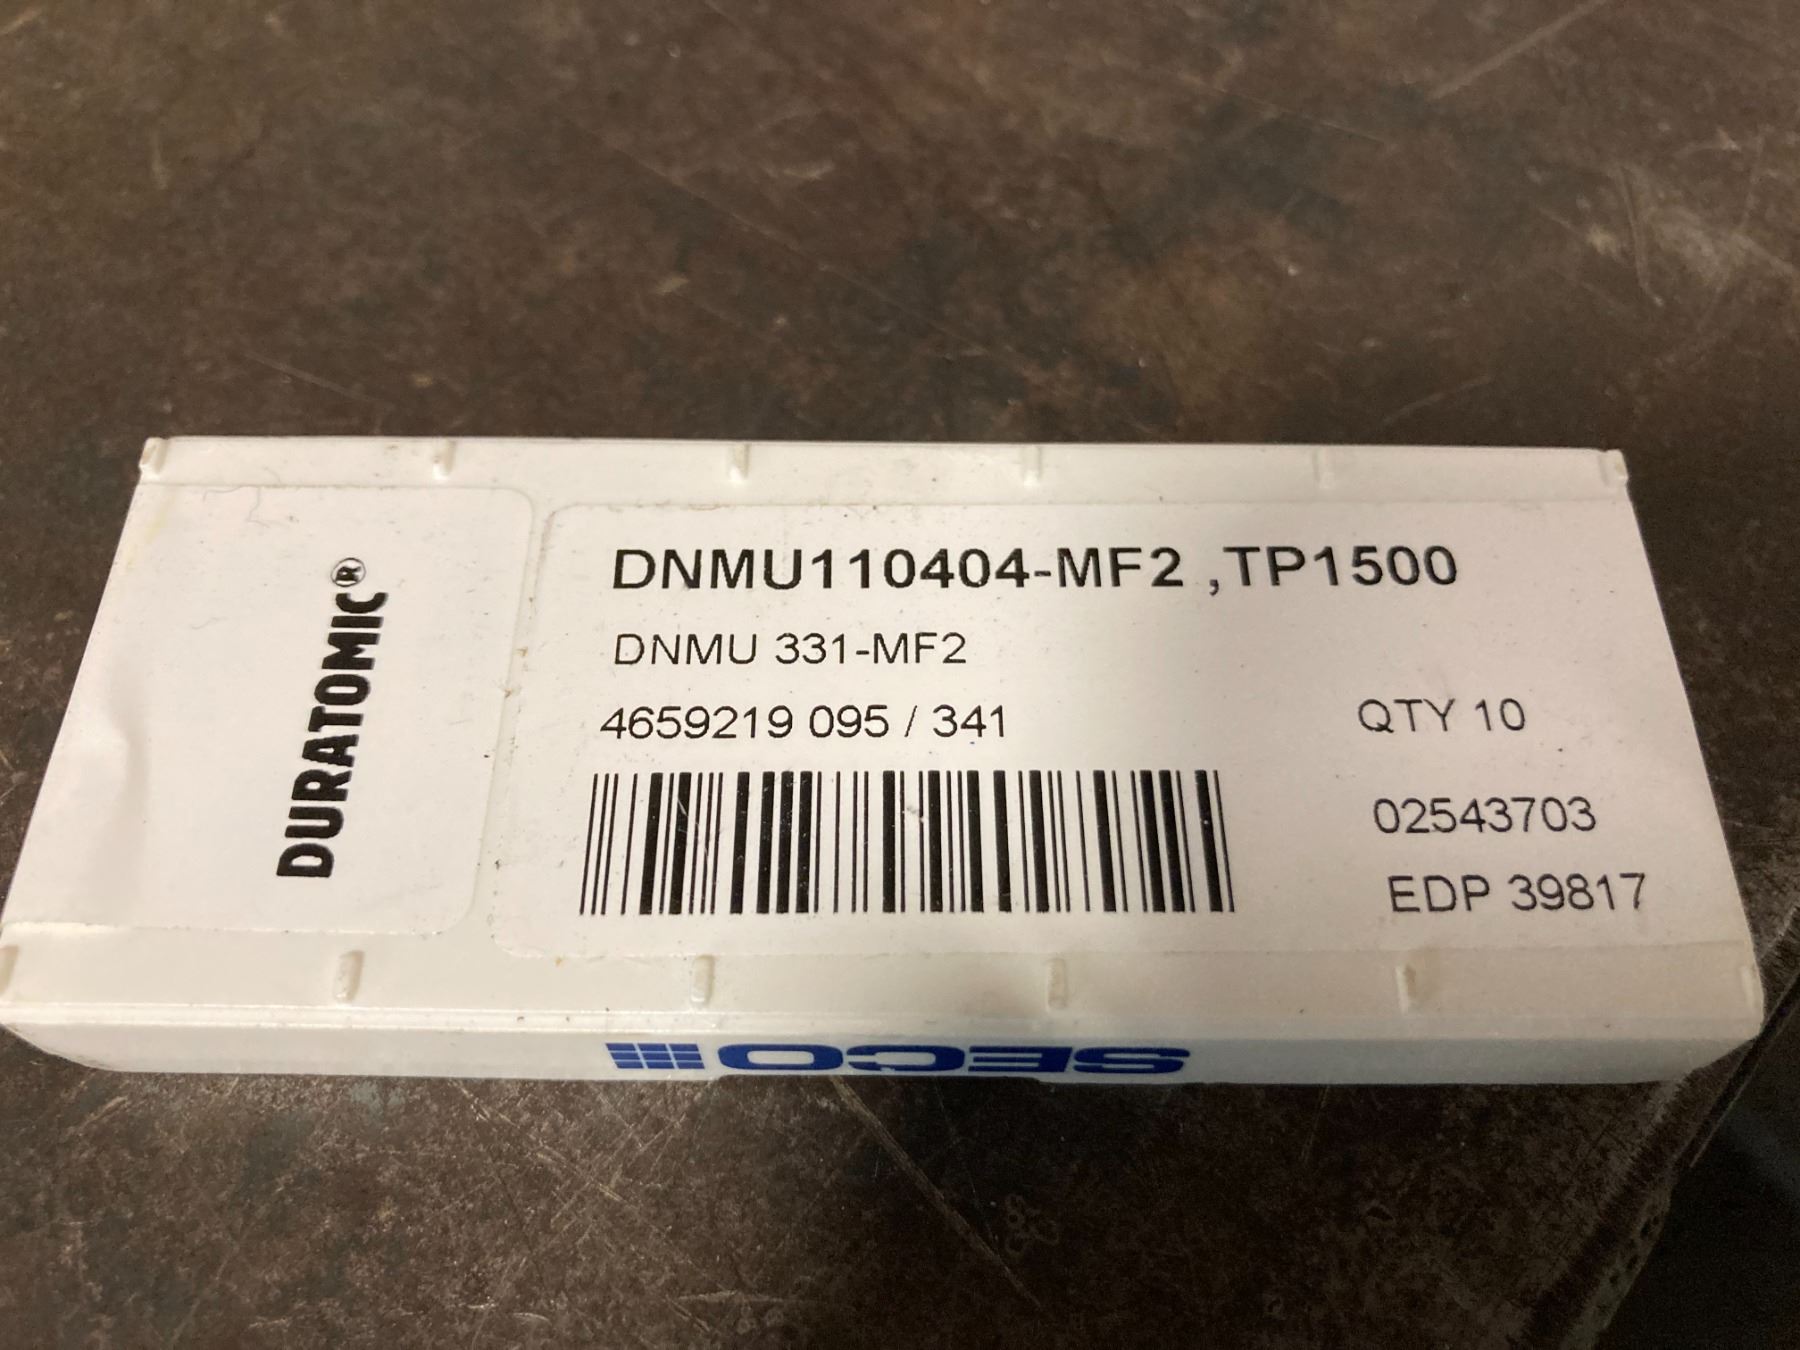 DURATOMIC®
DNMU110404-MF2 ,TP1500
DNMU 331-MF2
4659219 095 / 341
QTY 10
02543703
EDP 39817
SECO